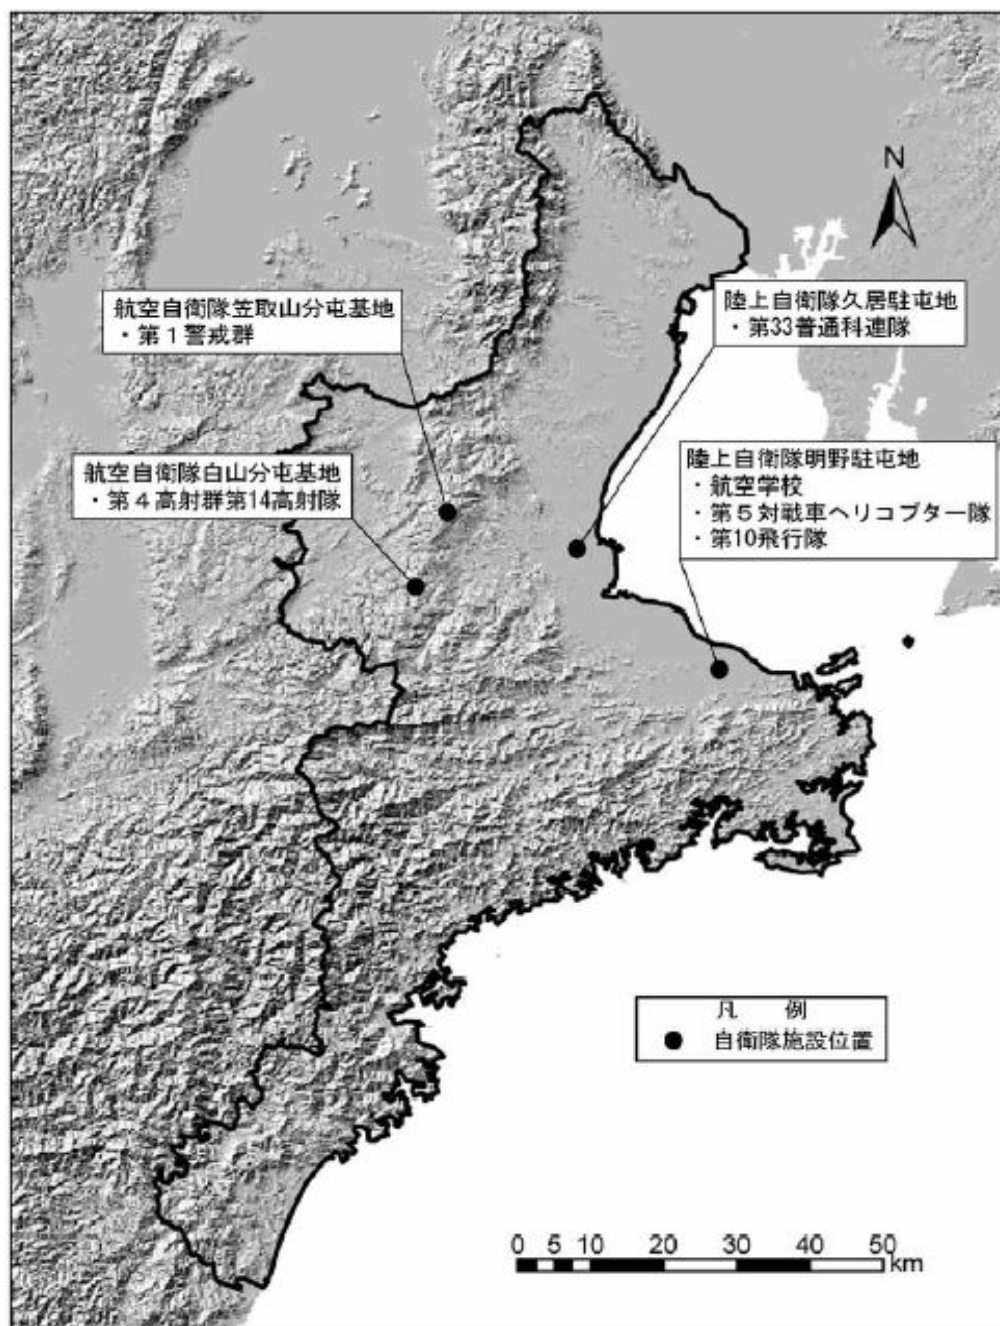 N
航空自衛隊笠取山分屯基地
・第１警戒群
陸上自衛隊久居駐屯地
・第33普通科連隊
航空自衛隊白山分屯基地
・第４高射群第14高射隊
陸上自衛隊明野駐屯地
・航空学校
・第５対戦車ヘリコプター隊
・第10飛行隊
凡　例
● 自衛隊施設位置
0 5 10 20 30 40 50
km